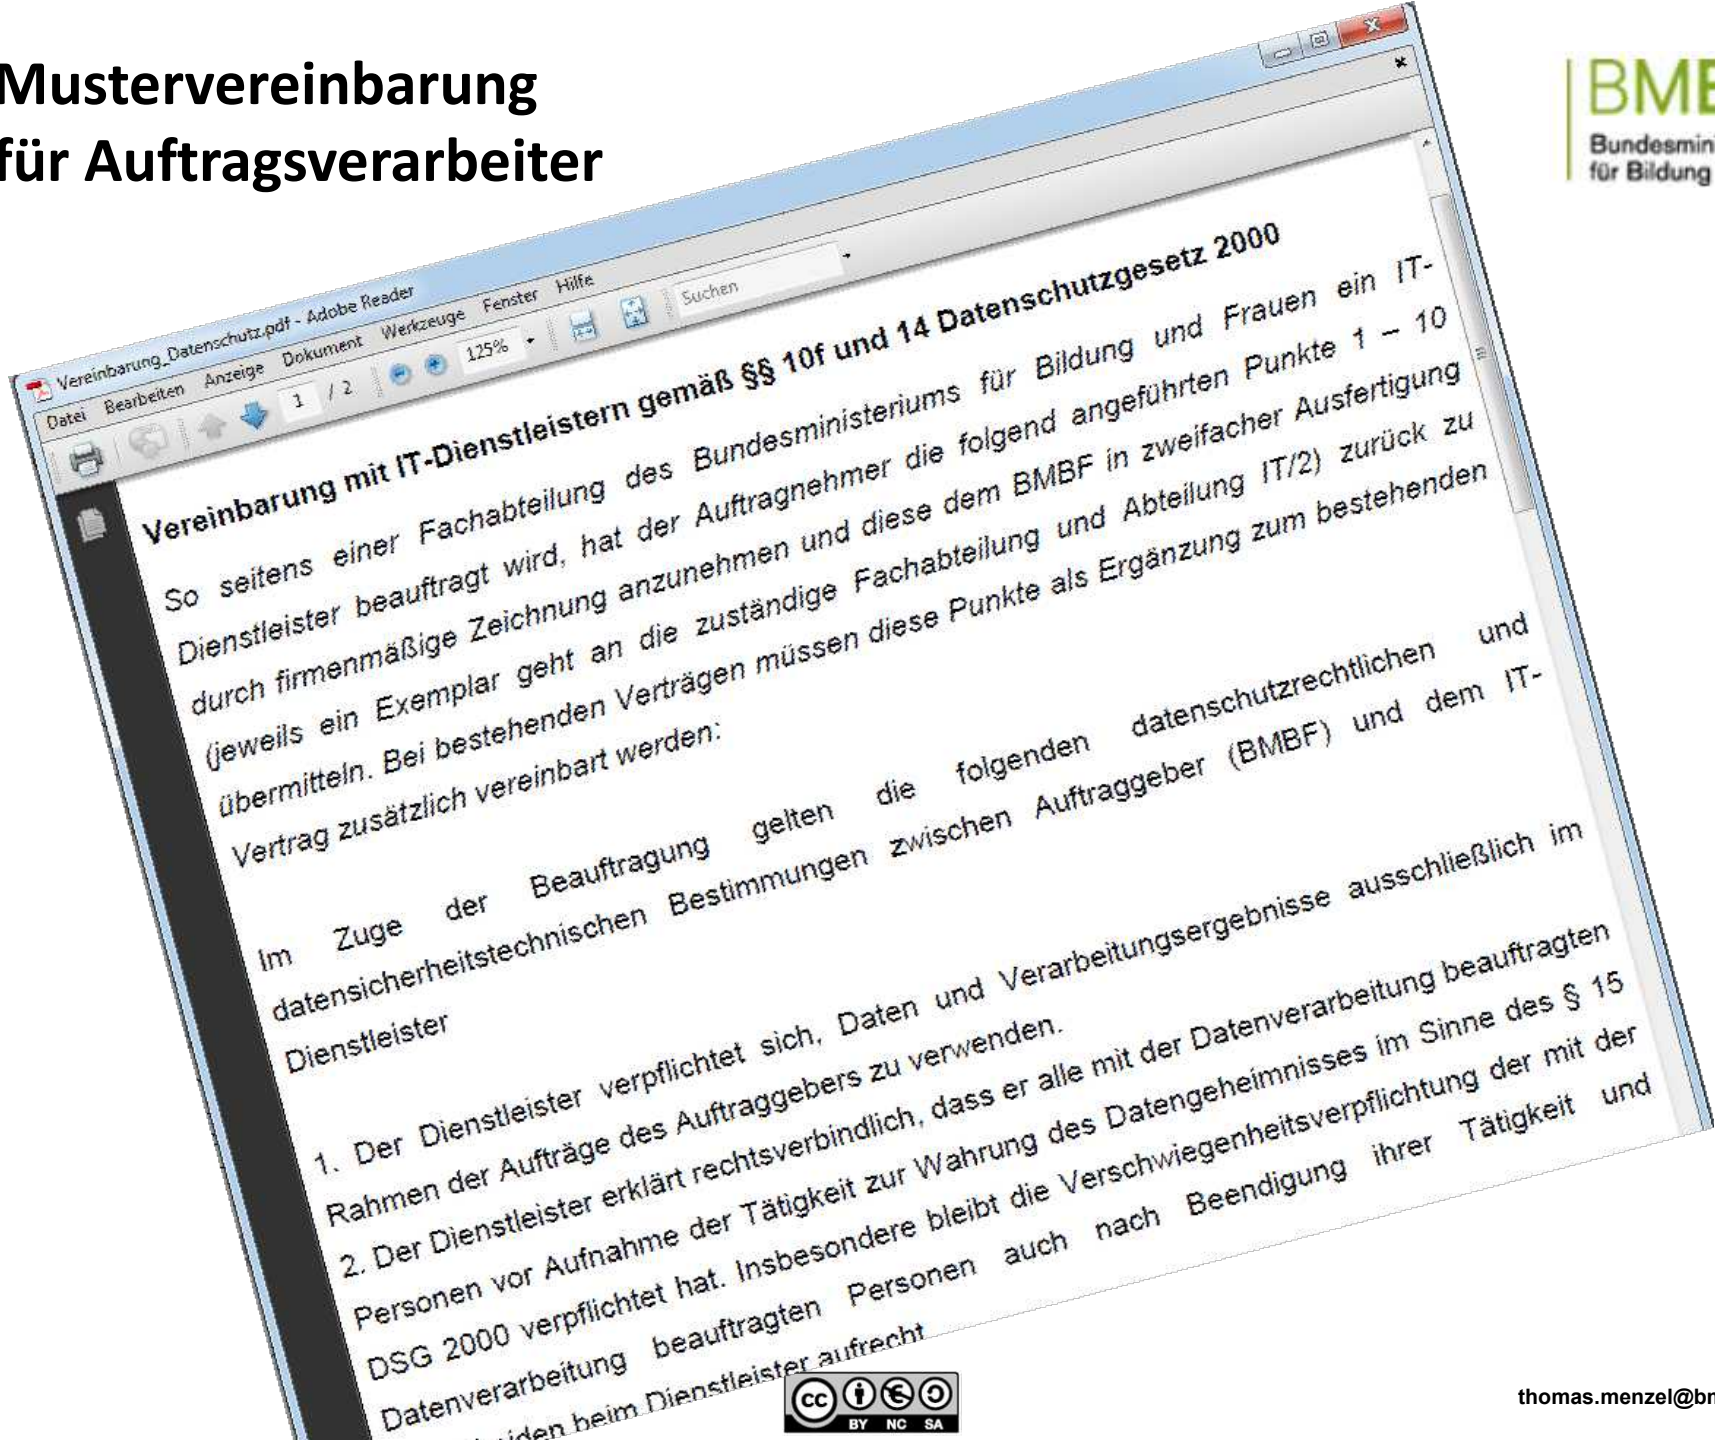 Mustervereinbarung
für Auftragsverarbeiter
Bundesmini
für Bildung
Vereinbarung_Datenschutz.pdf - Adobe Reader
Datei Bearbeiten Anzeige Dokument Werkzeuge Fenster Hilfe
1 / 2 125% Suchen
Vereinbarung mit IT-Dienstleistern gemäß §§ 10f und 14 Datenschutzgesetz 2000
So seitens einer Fachabteilung des Bundesministeriums für Bildung und Frauen ein IT-
Dienstleister beauftragt wird, hat der Auftragnehmer die folgend angeführten Punkte 1 – 10
durch firmenmäßige Zeichnung anzunehmen und diese dem BMBF in zweifacher Ausfertigung
(jeweils ein Exemplar geht an die zuständige Fachabteilung und Abteilung IT/2) zurück zu
übermitteln. Bei bestehenden Verträgen müssen diese Punkte als Ergänzung zum bestehenden
Vertrag zusätzlich vereinbart werden:
Im Zuge der Beauftragung gelten die folgenden datenschutzrechtlichen und
datensicherheitstechnischen Bestimmungen zwischen Auftraggeber (BMBF) und dem IT-
Dienstleister
1. Der Dienstleister verpflichtet sich, Daten und Verarbeitungsergebnisse ausschließlich im
Rahmen der Aufträge des Auftraggebers zu verwenden.
2. Der Dienstleister erklärt rechtsverbindlich, dass er alle mit der Datenverarbeitung beauftragten
Personen vor Aufnahme der Tätigkeit zur Wahrung des Datengeheimnisses im Sinne des § 15
DSG 2000 verpflichtet hat. Insbesondere bleibt die Verschwiegenheitsverpflichtung der mit der
Datenverarbeitung beauftragten Personen auch nach Beendigung ihrer Tätigkeit und
beim Dienstleister aufrecht
cc BY NC SA
thomas.menzel@bm